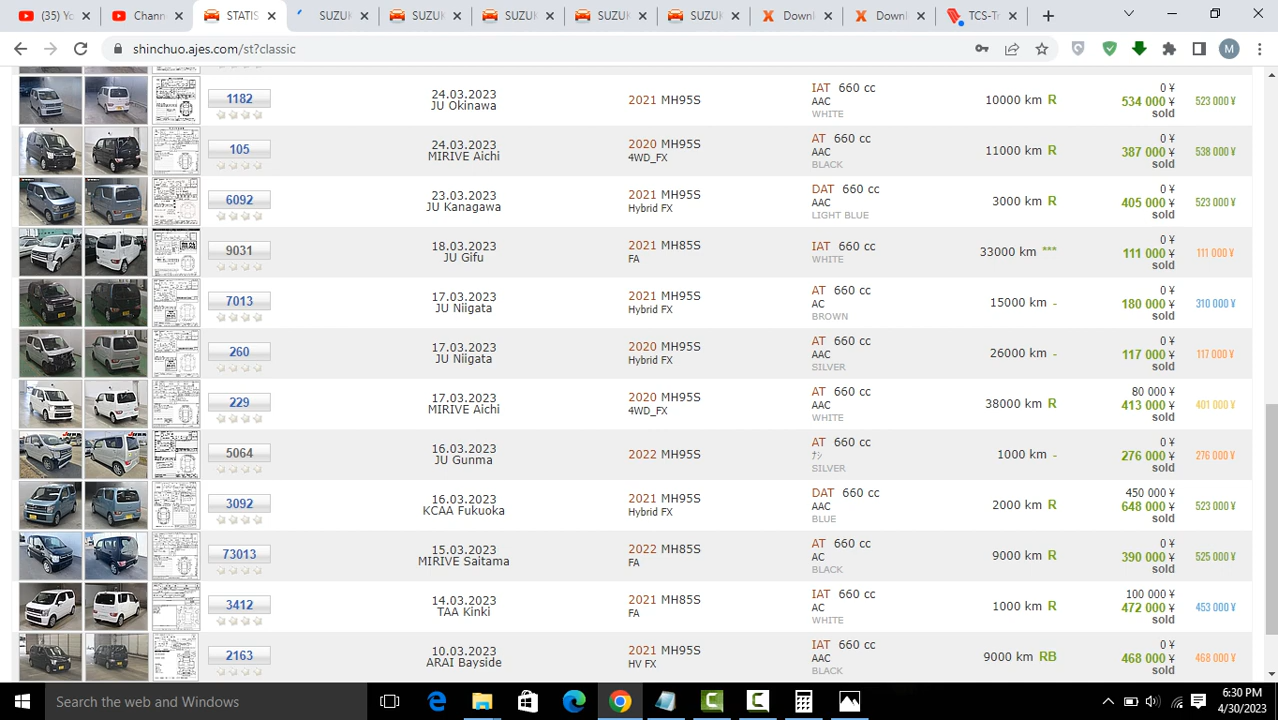 (35) Yo
Chann
STATIS
SUZUK
SUZUK
SUZUK
SUZUK
SUZUK
Downl
Downl
TCS-Tr
shinchuo.ajes.com/st?classic
M
1182
24.03.2023
JU Okinawa
2021 MH95S
IAT 660 cc
AAC
WHITE
10000 km R
0 ¥
534 000 ¥
sold
523 000 ¥
105
24.03.2023
MIRIVE Aichi
2020 MH95S
4WD_FX
AT 660 cc
AAC
BLACK
11000 km R
0 ¥
387 000 ¥
sold
538 000 ¥
6092
23.03.2023
JU Kanagawa
2021 MH95S
Hybrid FX
DAT 660 cc
AAC
LIGHT BLUE
3000 km R
0 ¥
405 000 ¥
sold
523 000 ¥
9031
18.03.2023
JU Gifu
2021 MH85S
FA
IAT 660 cc
AAC
WHITE
33000 km ***
0 ¥
111 000 ¥
sold
111 000 ¥
7013
17.03.2023
JU Niigata
2021 MH95S
Hybrid FX
AT 660 cc
AC
BROWN
15000 km -
0 ¥
180 000 ¥
sold
310 000 ¥
260
17.03.2023
JU Niigata
2020 MH95S
Hybrid FX
AT 660 cc
AAC
SILVER
26000 km -
0 ¥
117 000 ¥
sold
117 000 ¥
229
17.03.2023
MIRIVE Aichi
2020 MH95S
4WD_FX
AT 660 cc
AAC
WHITE
38000 km R
80 000 ¥
413 000 ¥
sold
401 000 ¥
5064
16.03.2023
JU Gunma
2022 MH95S
AT 660 cc
ﾅｼ
SILVER
1000 km -
0 ¥
276 000 ¥
sold
276 000 ¥
3092
16.03.2023
KCAA Fukuoka
2021 MH95S
Hybrid FX
DAT 660 cc
AAC
BLUE
2000 km R
450 000 ¥
648 000 ¥
sold
523 000 ¥
73013
.03.2023
MIRIVE Saitama
2022 MH85S
FA
AT 660 cc
AC
BLACK
9000 km R
0 ¥
390 000 ¥
sold
525 000 ¥
3412
.03.2023
TAA Kinki
2021 MH85S
FA
IAT 660 cc
AC
WHITE
1000 km R
100 000 ¥
472 000 ¥
sold
453 000 ¥
2163
10.03.2023
ARAI Bayside
2021 MH95S
HV FX
IAT 660 cc
AAC
BLACK
9000 km RB
0 ¥
468 000 ¥
sold
468 000 ¥
Search the web and Windows
6:30 PM
4/30/2023